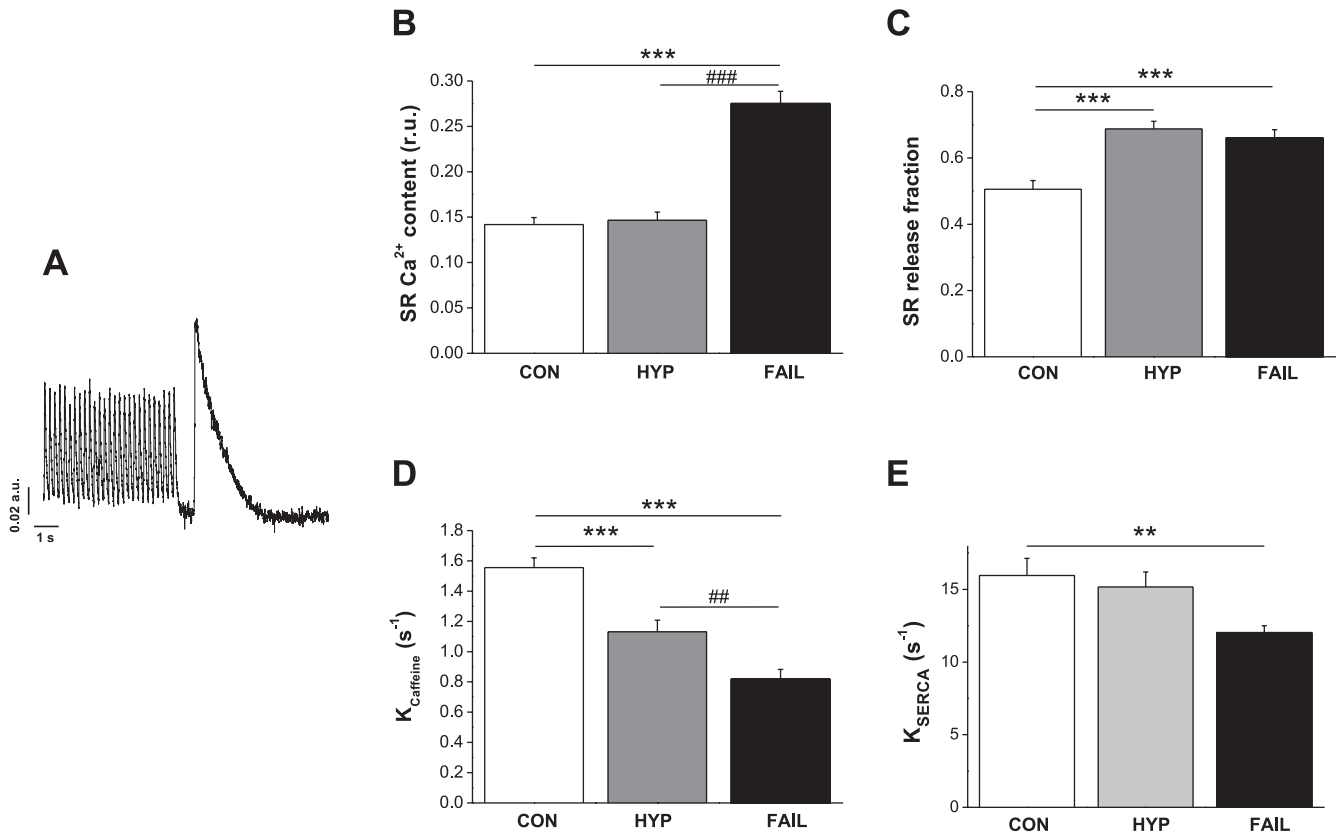 A
0.02 a.u.
1 s
B
***
###
SR Ca²⁺ content (r.u.)
0.30
0.25
0.20
0.15
0.10
0.05
0.00
CON HYP FAIL
C
***
***
SR release fraction
0.8
0.6
0.4
0.2
0.0
CON HYP FAIL
D
***
***
##
K_Caffeine (s⁻¹)
1.8
1.6
1.4
1.2
1.0
0.8
0.6
0.4
0.2
0.0
CON HYP FAIL
E
**
K_SERCA (s⁻¹)
15
10
5
0
CON HYP FAIL